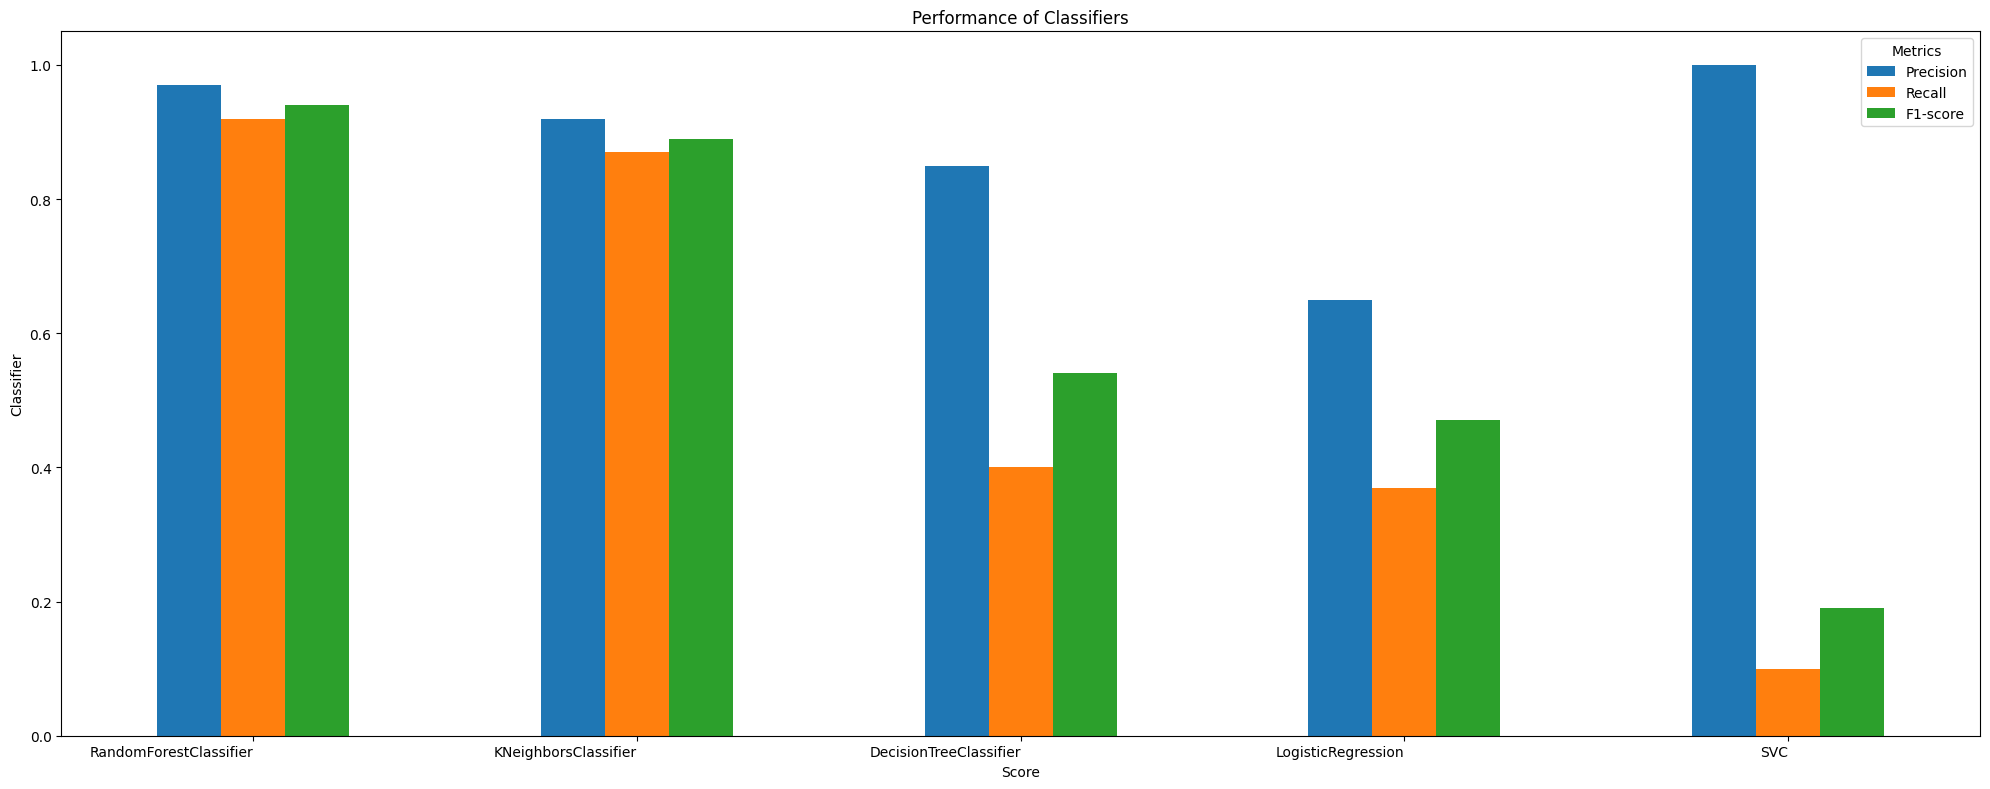 Performance of Classifiers
Metrics
Precision
Recall
F1-score
Classifier
1.0
0.8
0.6
0.4
0.2
0.0
RandomForestClassifier KNeighborsClassifier DecisionTreeClassifier LogisticRegression SVC
Score